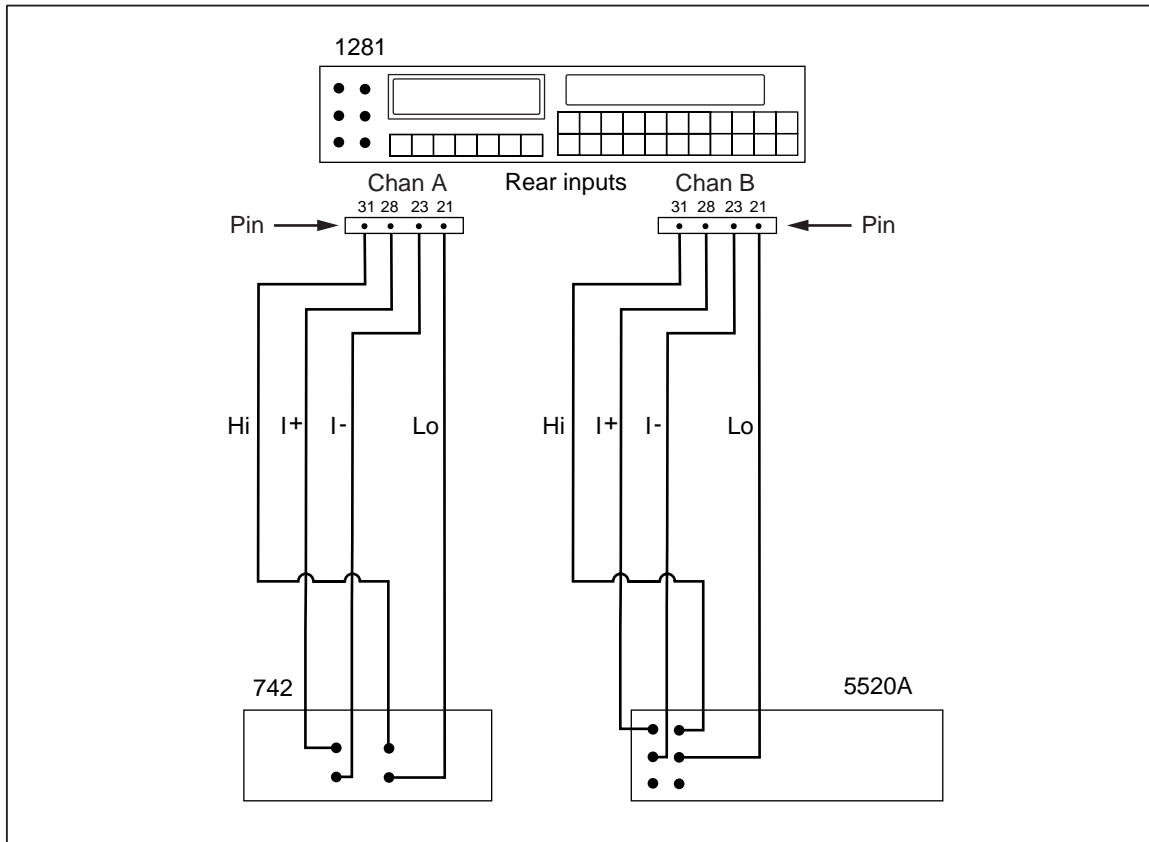 1281
Chan A Rear inputs Chan B
31 28 23 21 31 28 23 21
Pin Pin
Hi I+ I- Lo Hi I+ I- Lo
742 5520A